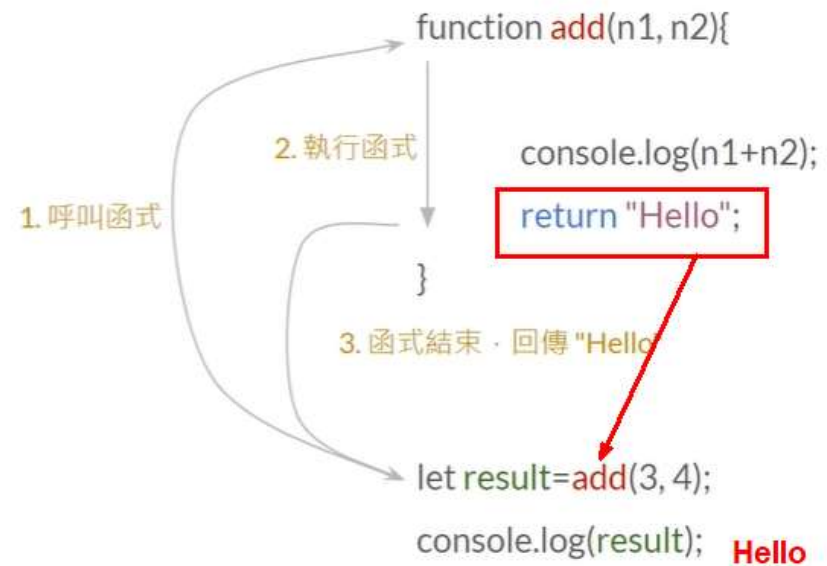 function add(n1, n2){
2. 執行函式
console.log(n1+n2);
1. 呼叫函式
return "Hello";
}
3. 函式結束，回傳 "Hello"
let result=add(3, 4);
console.log(result);
Hello